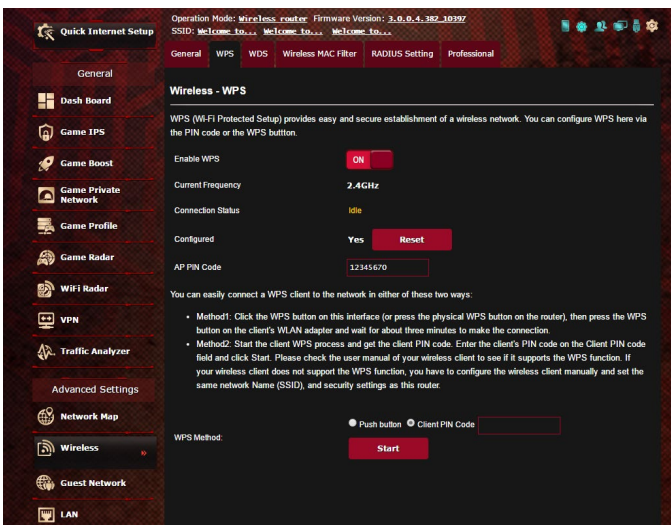 Quick Internet Setup
Operation Mode: Wireless router Firmware Version: 3.0.0.4.382_10397
SSID: Welcome to... Welcome to... Welcome to...
General WPS WDS Wireless MAC Filter RADIUS Setting Professional
General
Dash Board
Game IPS
Game Boost
Game Private
Network
Game Profile
Game Radar
WiFi Radar
VPN
Traffic Analyzer
Advanced Settings
Network Map
Wireless
Guest Network
LAN
Wireless - WPS
WPS (Wi-Fi Protected Setup) provides easy and secure establishment of a wireless network. You can configure WPS here via
the PIN code or the WPS buttton.
Enable WPS ON
Current Frequency 2.4GHz
Connection Status Idle
Configured Yes Reset
AP PIN Code 12345670
You can easily connect a WPS client to the network in either of these two ways:
• Method1: Click the WPS button on this interface (or press the physical WPS button on the router), then press the WPS
button on the client's WLAN adapter and wait for about three minutes to make the connection.
• Method2: Start the client WPS process and get the client PIN code. Enter the client's PIN code on the Client PIN code
field and click Start. Please check the user manual of your wireless client to see if it supports the WPS function. If
your wireless client does not support the WPS function, you have to configure the wireless client manually and set the
same network Name (SSID), and security settings as this router.
WPS Method: Push button Client PIN Code
Start